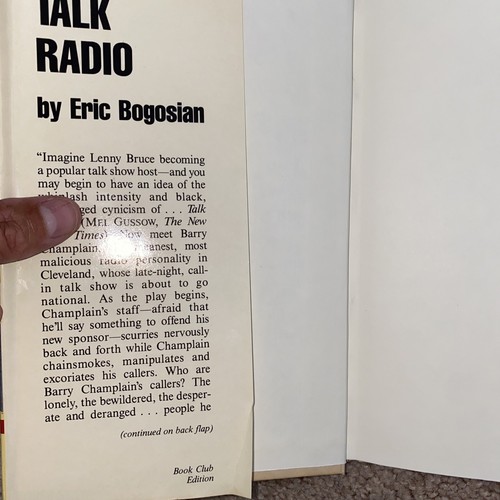 TALK
RADIO
by Eric Bogosian
“Imagine Lenny Bruce becoming
a popular talk show host—and you
may begin to have an idea of the
whiplash intensity and black,
ged cynicism of . . . Talk
(MEL GUSSOW, The New
Times). Now meet Barry
Champlain, meanest, most
malicious radio personality in
Cleveland, whose late-night, call-
in talk show is about to go
national. As the play begins,
Champlain's staff—afraid that
he'll say something to offend his
new sponsor—scurries nervously
back and forth while Champlain
chainsmokes, manipulates and
excoriates his callers. Who are
Barry Champlain's callers? The
lonely, the bewildered, the desper-
ate and deranged . . . people he
(continued on back flap)
Book Club
Edition